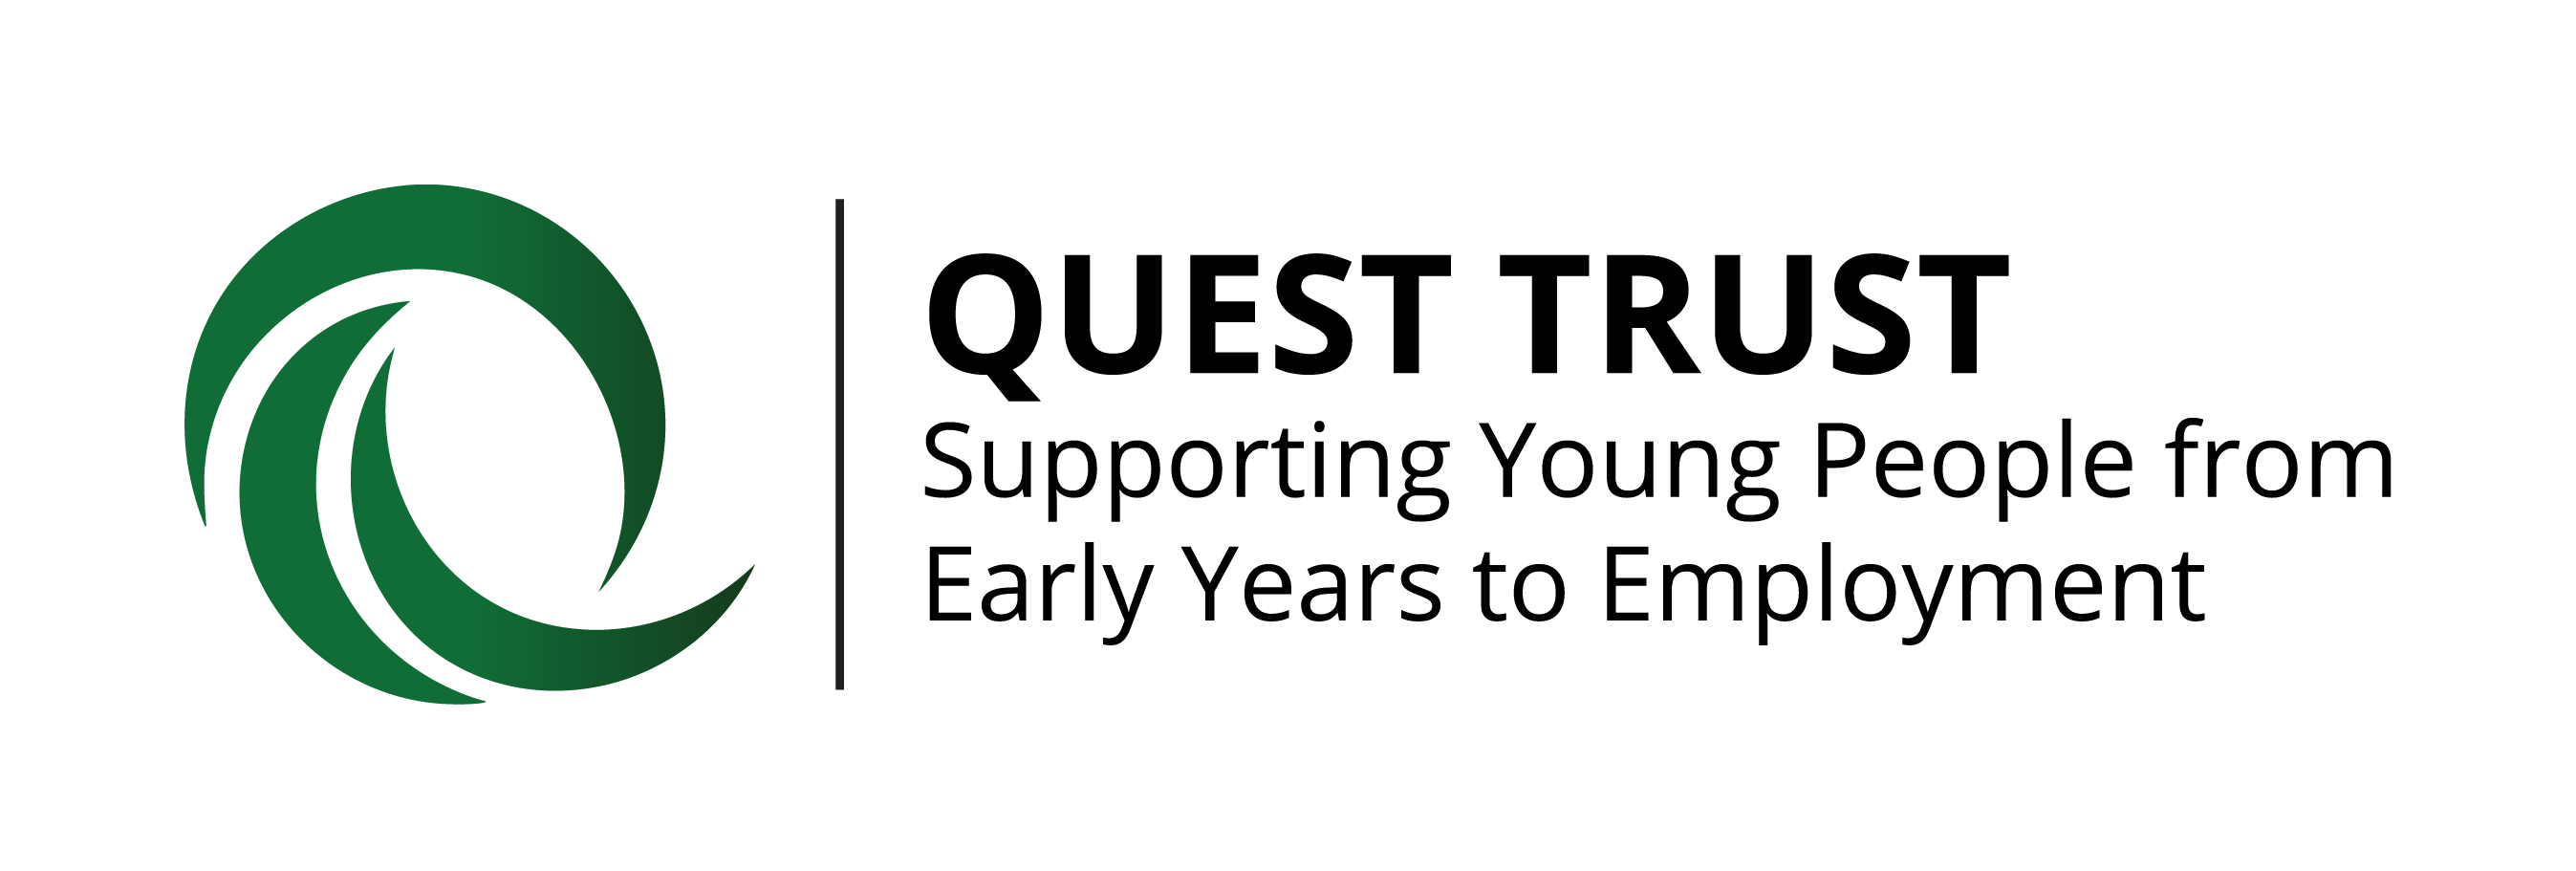 QUEST TRUST
Supporting Young People from
Early Years to Employment